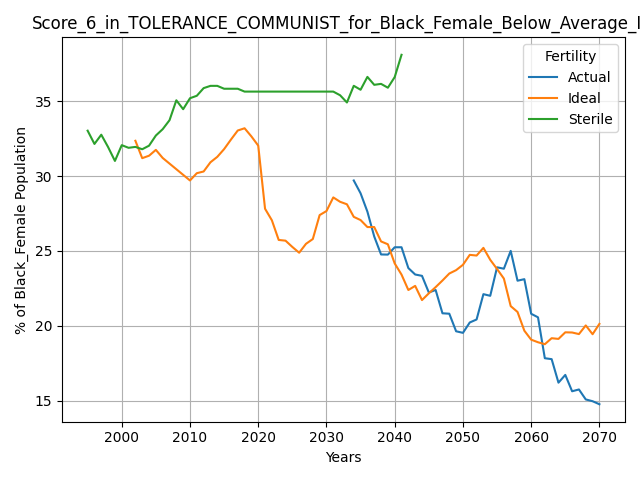 Score_6_in_TOLERANCE_COMMUNIST_for_Black_Female_Below_Average_I
Fertility
Actual
Ideal
Sterile
% of Black_Female Population
35
30
25
20
15
2000 2010 2020 2030 2040 2050 2060 2070
Years